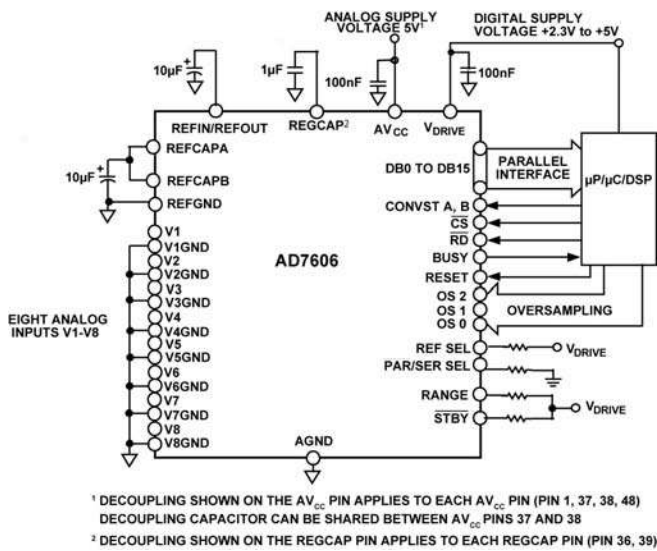 ANALOG SUPPLY
VOLTAGE 5V¹
DIGITAL SUPPLY
VOLTAGE +2.3V to +5V
10µF
+
1µF
100nF
100nF
REFIN/REFOUT
REGCAP²
AVCC
VDRIVE
REFCAPA
10µF
+
REFCAPB
REFGND
DB0 TO DB15
PARALLEL
INTERFACE
µP/µC/DSP
CONVST A, B
CS
RD
BUSY
RESET
OS 2
OS 1
OS 0
OVERSAMPLING
REF SEL
VDRIVE
PAR/SER SEL
RANGE
STBY
VDRIVE
AD7606
EIGHT ANALOG
INPUTS V1-V8
V1
V1GND
V2
V2GND
V3
V3GND
V4
V4GND
V5
V5GND
V6
V6GND
V7
V7GND
V8
V8GND
AGND
¹ DECOUPLING SHOWN ON THE AVCC PIN APPLIES TO EACH AVCC PIN (PIN 1, 37, 38, 48)
DECOUPLING CAPACITOR CAN BE SHARED BETWEEN AVCC PINS 37 AND 38
² DECOUPLING SHOWN ON THE REGCAP PIN APPLIES TO EACH REGCAP PIN (PIN 36, 39)